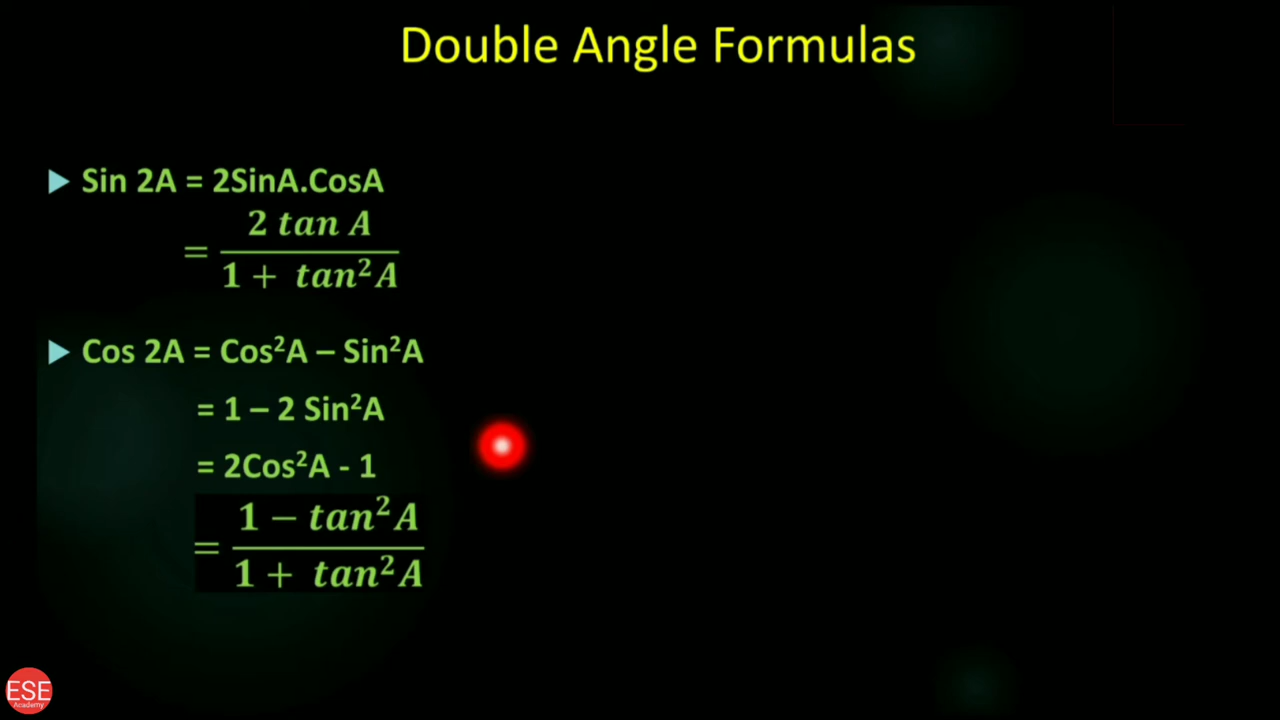 Double Angle Formulas
Sin 2A = 2SinA.CosA
= 2 tan A / 1 + tan²A
Cos 2A = Cos²A – Sin²A
= 1 – 2 Sin²A
= 2Cos²A - 1
= 1 − tan²A / 1 + tan²A
ESE
Academy